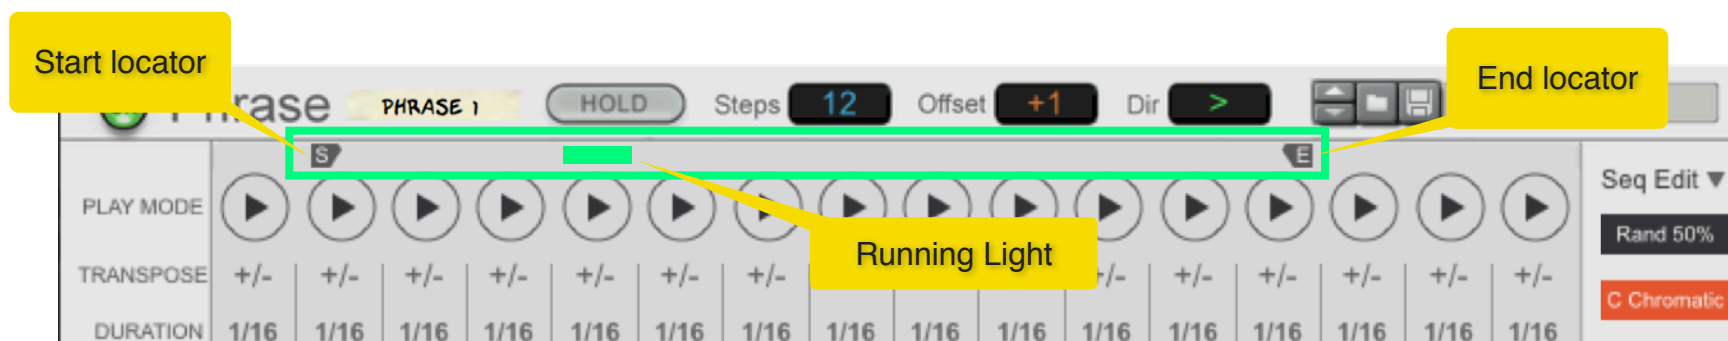 Start locator
End locator
Phrase
PHRASE 1
HOLD
Steps 12
Offset +1
Dir >
S
E
PLAY MODE
Running Light
TRANSPOSE +/- +/- +/- +/- +/- +/- +/- +/- +/- +/- +/- +/- +/-
DURATION 1/16 1/16 1/16 1/16 1/16 1/16 1/16 1/16 1/16 1/16 1/16 1/16 1/16 1/16 1/16 1/16
Seq Edit ▼
Rand 50%
C Chromatic